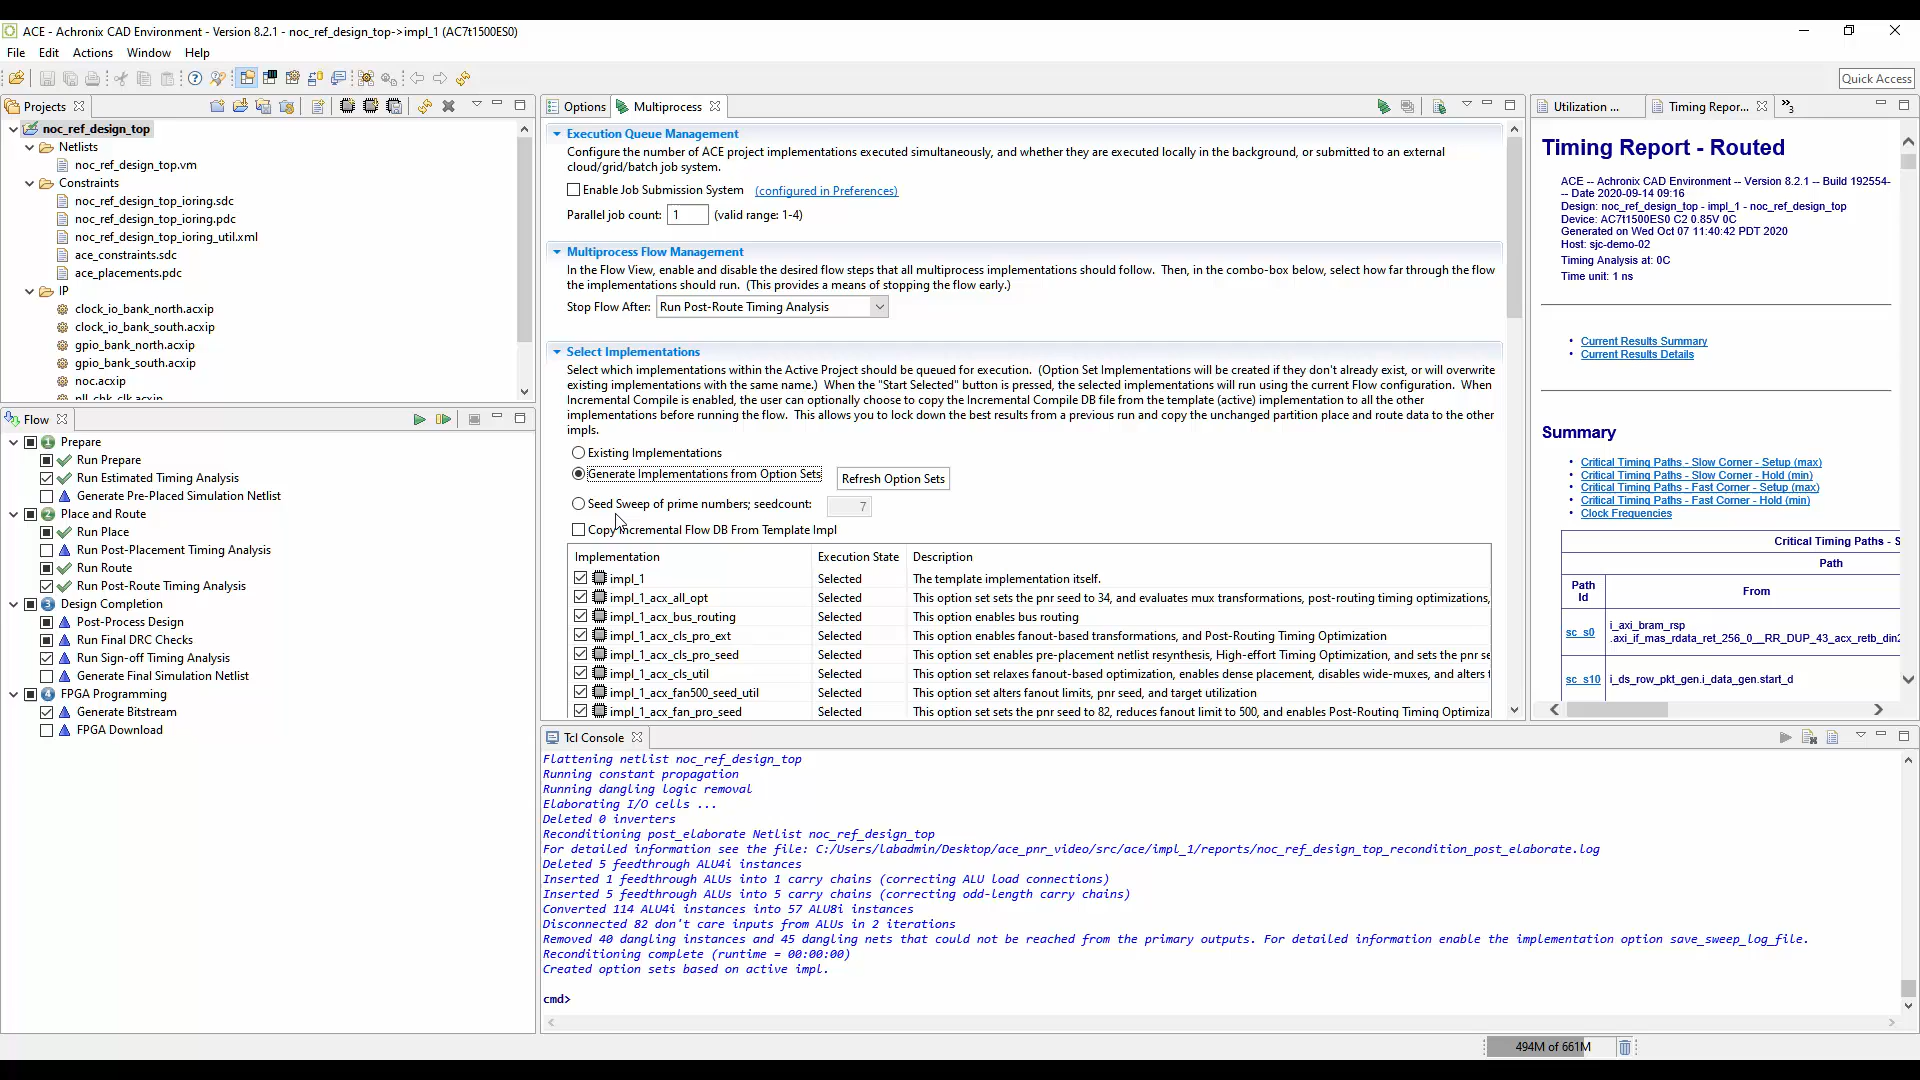 ACE - Achronix CAD Environment - Version 8.2.1 - noc_ref_design_top->impl_1 (AC7t1500ES0)
File Edit Actions Window Help
Quick Access
Projects
noc_ref_design_top
Netlists
noc_ref_design_top.vm
Constraints
noc_ref_design_top_ioring.sdc
noc_ref_design_top_ioring.pdc
noc_ref_design_top_ioring_util.xml
ace_constraints.sdc
ace_placements.pdc
IP
clock_io_bank_north.acxip
clock_io_bank_south.acxip
gpio_bank_north.acxip
gpio_bank_south.acxip
noc.acxip
pll_chk_clk.acxip
Flow
1 Prepare
Run Prepare
Run Estimated Timing Analysis
Generate Pre-Placed Simulation Netlist
2 Place and Route
Run Place
Run Post-Placement Timing Analysis
Run Route
Run Post-Route Timing Analysis
3 Design Completion
Post-Process Design
Run Final DRC Checks
Run Sign-off Timing Analysis
Generate Final Simulation Netlist
4 FPGA Programming
Generate Bitstream
FPGA Download
Options Multiprocess
Execution Queue Management
Configure the number of ACE project implementations executed simultaneously, and whether they are executed locally in the background, or submitted to an external
cloud/grid/batch job system.
Enable Job Submission System (configured in Preferences)
Parallel job count: 1 (valid range: 1-4)
Multiprocess Flow Management
In the Flow View, enable and disable the desired flow steps that all multiprocess implementations should follow. Then, in the combo-box below, select how far through the flow
the implementations should run. (This provides a means of stopping the flow early.)
Stop Flow After: Run Post-Route Timing Analysis
Select Implementations
Select which implementations within the Active Project should be queued for execution. (Option Set Implementations will be created if they don't already exist, or will overwrite
existing implementations with the same name.) When the "Start Selected" button is pressed, the selected implementations will run using the current Flow configuration. When
Incremental Compile is enabled, the user can optionally choose to copy the Incremental Compile DB file from the template (active) implementation to all the other
implementations before running the flow. This allows you to lock down the best results from a previous run and copy the unchanged partition place and route data to the other
impls.
Existing Implementations
Generate Implementations from Option Sets Refresh Option Sets
Seed Sweep of prime numbers; seedcount: 7
Copy Incremental Flow DB From Template Impl
Implementation Execution State Description
impl_1 Selected The template implementation itself.
impl_1_acx_all_opt Selected This option set sets the pnr seed to 34, and evaluates mux transformations, post-routing timing optimizations,
impl_1_acx_bus_routing Selected This option enables bus routing
impl_1_acx_cls_pro_ext Selected This option enables fanout-based transformations, and Post-Routing Timing Optimization
impl_1_acx_cls_pro_seed Selected This option set enables pre-placement netlist resynthesis, High-effort Timing Optimization, and sets the pnr se
impl_1_acx_cls_util Selected This option set relaxes fanout-based optimization, enables dense placement, disables wide-muxes, and alters t
impl_1_acx_fan500_seed_util Selected This option set alters fanout limits, pnr seed, and target utilization
impl_1_acx_fan_pro_seed Selected This option set sets the pnr seed to 82, reduces fanout limit to 500, and enables Post-Routing Timing Optimiza
Utilization ... Timing Repor... 3
Timing Report - Routed
ACE -- Achronix CAD Environment -- Version 8.2.1 -- Build 192554-
-- Date 2020-09-14 09:16
Design: noc_ref_design_top - impl_1 - noc_ref_design_top
Device: AC7t1500ES0 C2 0.85V 0C
Generated on Wed Oct 07 11:40:42 PDT 2020
Host: sjc-demo-02
Timing Analysis at: 0C
Time unit: 1 ns
Current Results Summary
Current Results Details
Summary
Critical Timing Paths - Slow Corner - Setup (max)
Critical Timing Paths - Slow Corner - Hold (min)
Critical Timing Paths - Fast Corner - Setup (max)
Critical Timing Paths - Fast Corner - Hold (min)
Clock Frequencies
Critical Timing Paths - S
Path
Path Id From
sc_s0 i_axi_bram_rsp
.axi_if_mas_rdata_ret_256_0__RR_DUP_43_acx_retb_din2
sc_s10 i_ds_row_pkt_gen.i_data_gen.start_d
Tcl Console
Flattening netlist noc_ref_design_top
Running constant propagation
Running dangling logic removal
Elaborating I/O cells ...
Deleted 0 inverters
Reconditioning post_elaborate Netlist noc_ref_design_top
For detailed information see the file: C:/Users/labadmin/Desktop/ace_pnr_video/src/ace/impl_1/reports/noc_ref_design_top_recondition_post_elaborate.log
Deleted 5 feedthrough ALU4i instances
Inserted 1 feedthrough ALUs into 1 carry chains (correcting ALU load connections)
Inserted 5 feedthrough ALUs into 5 carry chains (correcting odd-length carry chains)
Converted 114 ALU4i instances into 57 ALU8i instances
Disconnected 82 don't care inputs from ALUs in 2 iterations
Removed 40 dangling instances and 45 dangling nets that could not be reached from the primary outputs. For detailed information enable the implementation option save_sweep_log_file.
Reconditioning complete (runtime = 00:00:00)
Created option sets based on active impl.
cmd>
494M of 661M